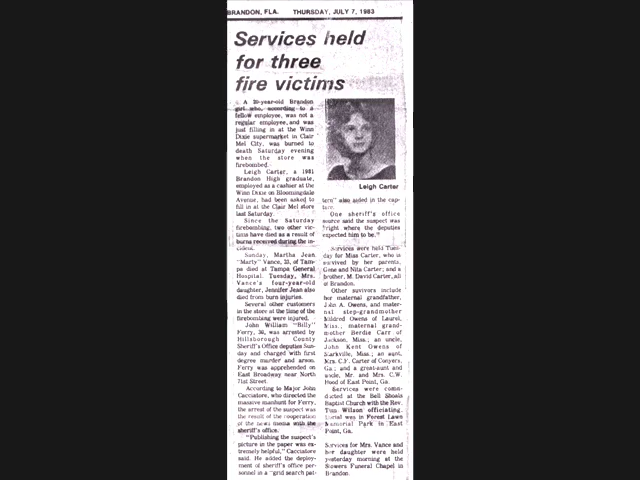 BRANDON, FLA. THURSDAY, JULY 7, 1983
Services held
for three
fire victims
A 20-year-old Brandon
girl who, according to a
fellow employee, was not a
regular employee, and was
just filling in at the Winn
Dixie supermarket in Clair
Mel City, was burned to
death Saturday evening
when the store was
firebombed.
Leigh Carter, a 1981
Brandon High graduate,
employed as a cashier at the
Winn Dixie on Bloomingdale
Avenue, had been asked to
fill in at the Clair Mel store
last Saturday.
Since the Saturday
firebombing, two other vic-
tims have died as a result of
burns received during the in-
cident.
Sunday, Martha Jean
"Marty" Vance, 23, of Tam-
pa died at Tampa General
Hospital. Tuesday, Mrs.
Vance's four-year-old
daughter, Jennifer Jean also
died from burn injuries.
Several other customers
in the store at the time of the
firebombing were injured.
John William "Billy"
Ferry, 36, was arrested by
Hillsborough County
Sheriff's Office deputies Sun-
day and charged with first
degree murder and arson.
Ferry was apprehended on
East Broadway near North
71st Street.
According to Major John
Cacciatore, who directed the
massive manhunt for Ferry,
the arrest of the suspect was
the result of the cooperation
of the news media with the
sheriff's office.
"Publishing the suspect's
picture in the paper was ex-
tremely helpful," Cacciatore
said. He added the deploy-
ment of sheriff's office per-
sonnel in a "grid search pat-
Leigh Carter
tern" also aided in the cap-
ture.
One sheriff's office
source said the suspect was
"right where the deputies
expected him to be."
Services were held Tues-
day for Miss Carter, who is
survived by her parents,
Gene and Nita Carter; and a
brother, M. David Carter, all
of Brandon.
Other survivors include
her maternal grandfather,
John A. Owens, and mater-
nal step-grandmother
Mildred Owens of Laurel,
Miss.; maternal grand-
mother Berdie Carr of
Jackson, Miss.; an uncle,
John Kent Owens of
Starkville, Miss.; an aunt,
Mrs. C.F. Carter of Conyers,
Ga.; and a great-aunt and
uncle, Mr. and Mrs. C.W.
Hood of East Point, Ga.
Services were conducted
at the Bell Shoals
Baptist Church with the Rev.
Tom Wilson officiating.
Burial was in Forest Lawn
Memorial Park in East
Point, Ga.
Services for Mrs. Vance and
her daughter were held
yesterday morning at the
Stowers Funeral Chapel in
Brandon.